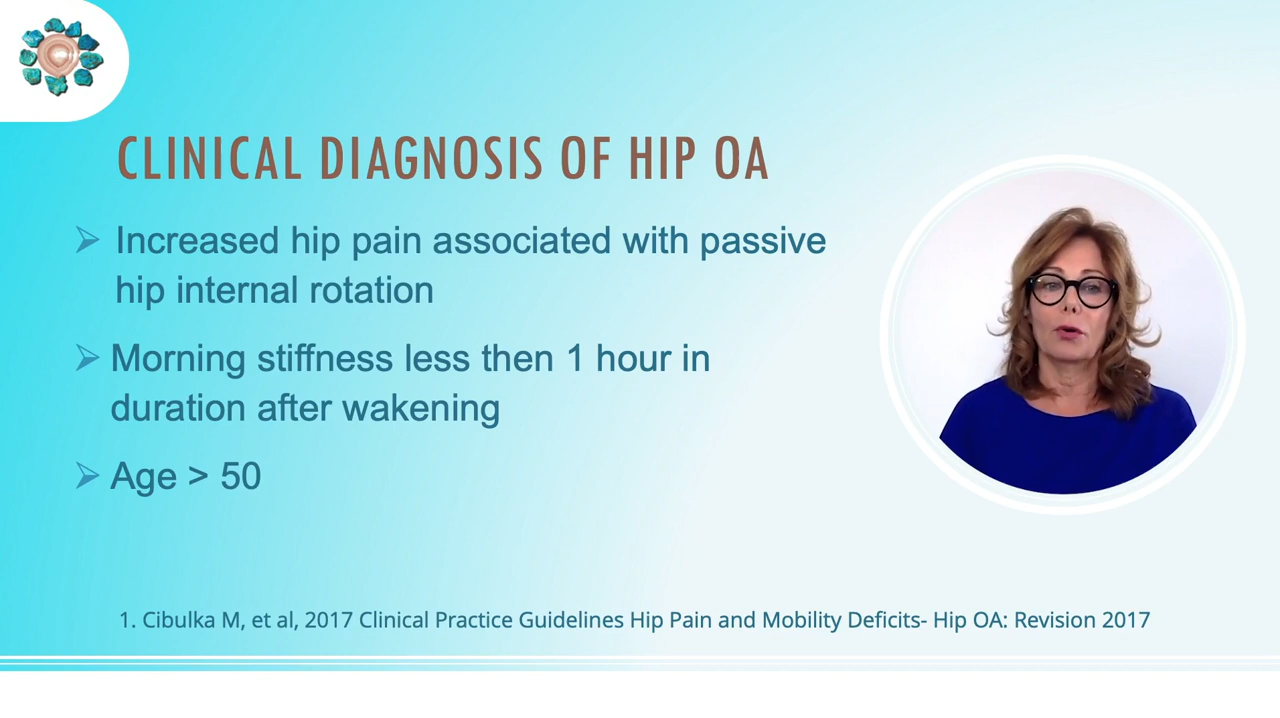 CLINICAL DIAGNOSIS OF HIP OA
Increased hip pain associated with passive
hip internal rotation
Morning stiffness less then 1 hour in
duration after wakening
Age > 50
1. Cibulka M, et al, 2017 Clinical Practice Guidelines Hip Pain and Mobility Deficits- Hip OA: Revision 2017